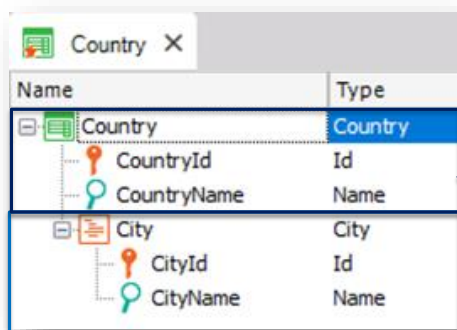 Country X
Name Type
Country Country
CountryId Id
CountryName Name
City City
CityId Id
CityName Name